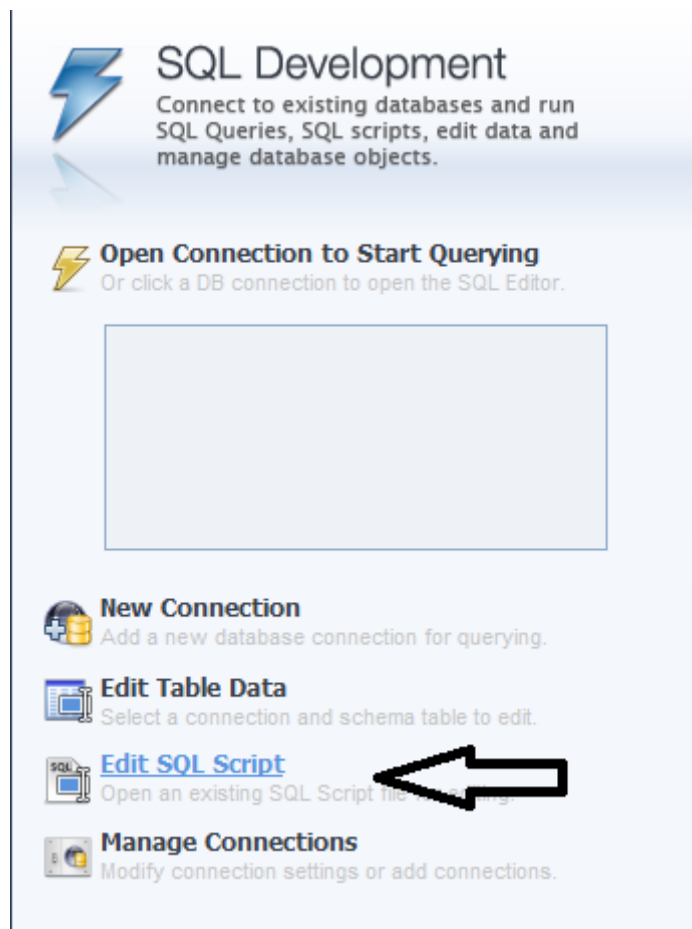 SQL Development
Connect to existing databases and run
SQL Queries, SQL scripts, edit data and
manage database objects.
Open Connection to Start Querying
Or click a DB connection to open the SQL Editor.
New Connection
Add a new database connection for querying.
Edit Table Data
Select a connection and schema table to edit.
SQL
Edit SQL Script
Open an existing SQL Script file for editing.
Manage Connections
Modify connection settings or add connections.